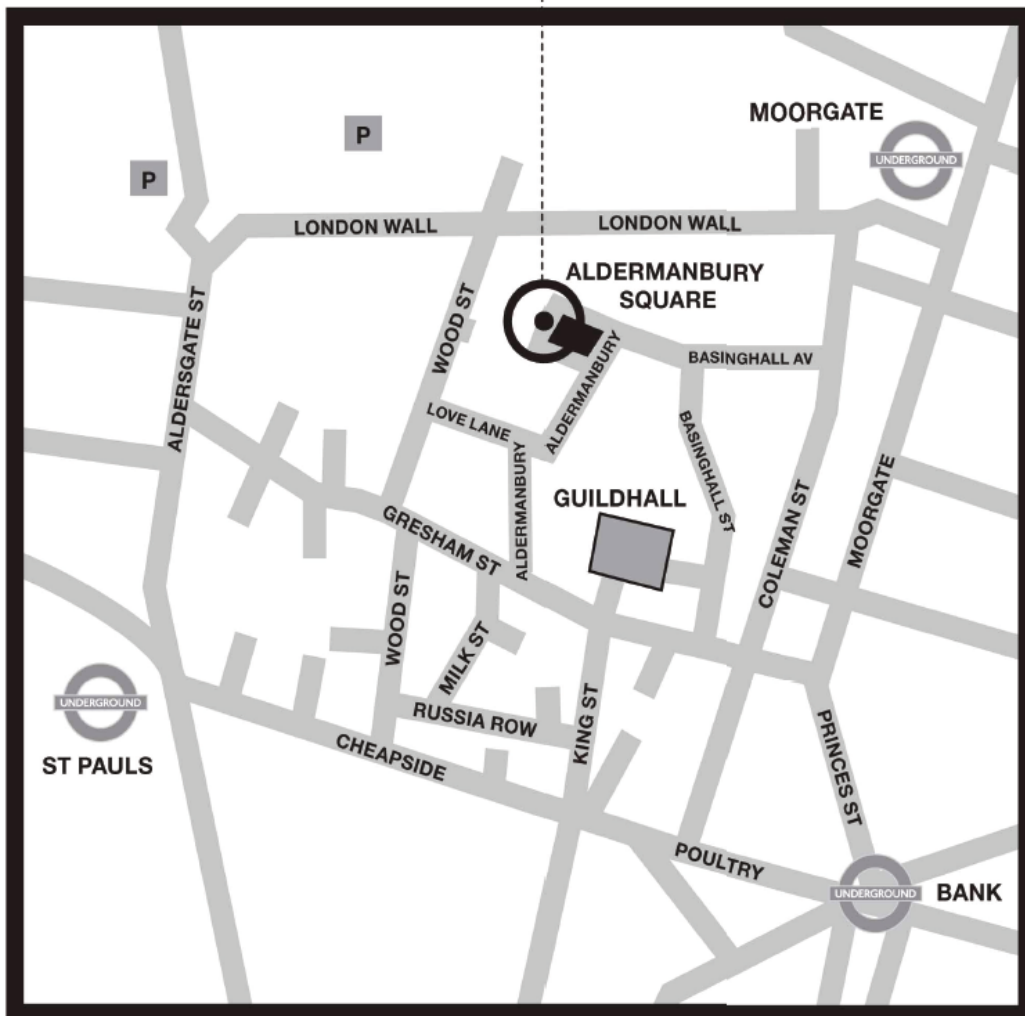 MOORGATE
UNDERGROUND
P
P
LONDON WALL
LONDON WALL
ALDERMANBURY
SQUARE
ALDERSGATE ST
WOOD ST
ALDERMANBURY
BASINGHALL AV
LOVE LANE
BASINGHALL ST
ALDERMANBURY
GUILDHALL
GRESHAM ST
COLEMAN ST
MOORGATE
WOOD ST
MILK ST
UNDERGROUND
ST PAULS
RUSSIA ROW
KING ST
CHEAPSIDE
PRINCES ST
POULTRY
UNDERGROUND
BANK